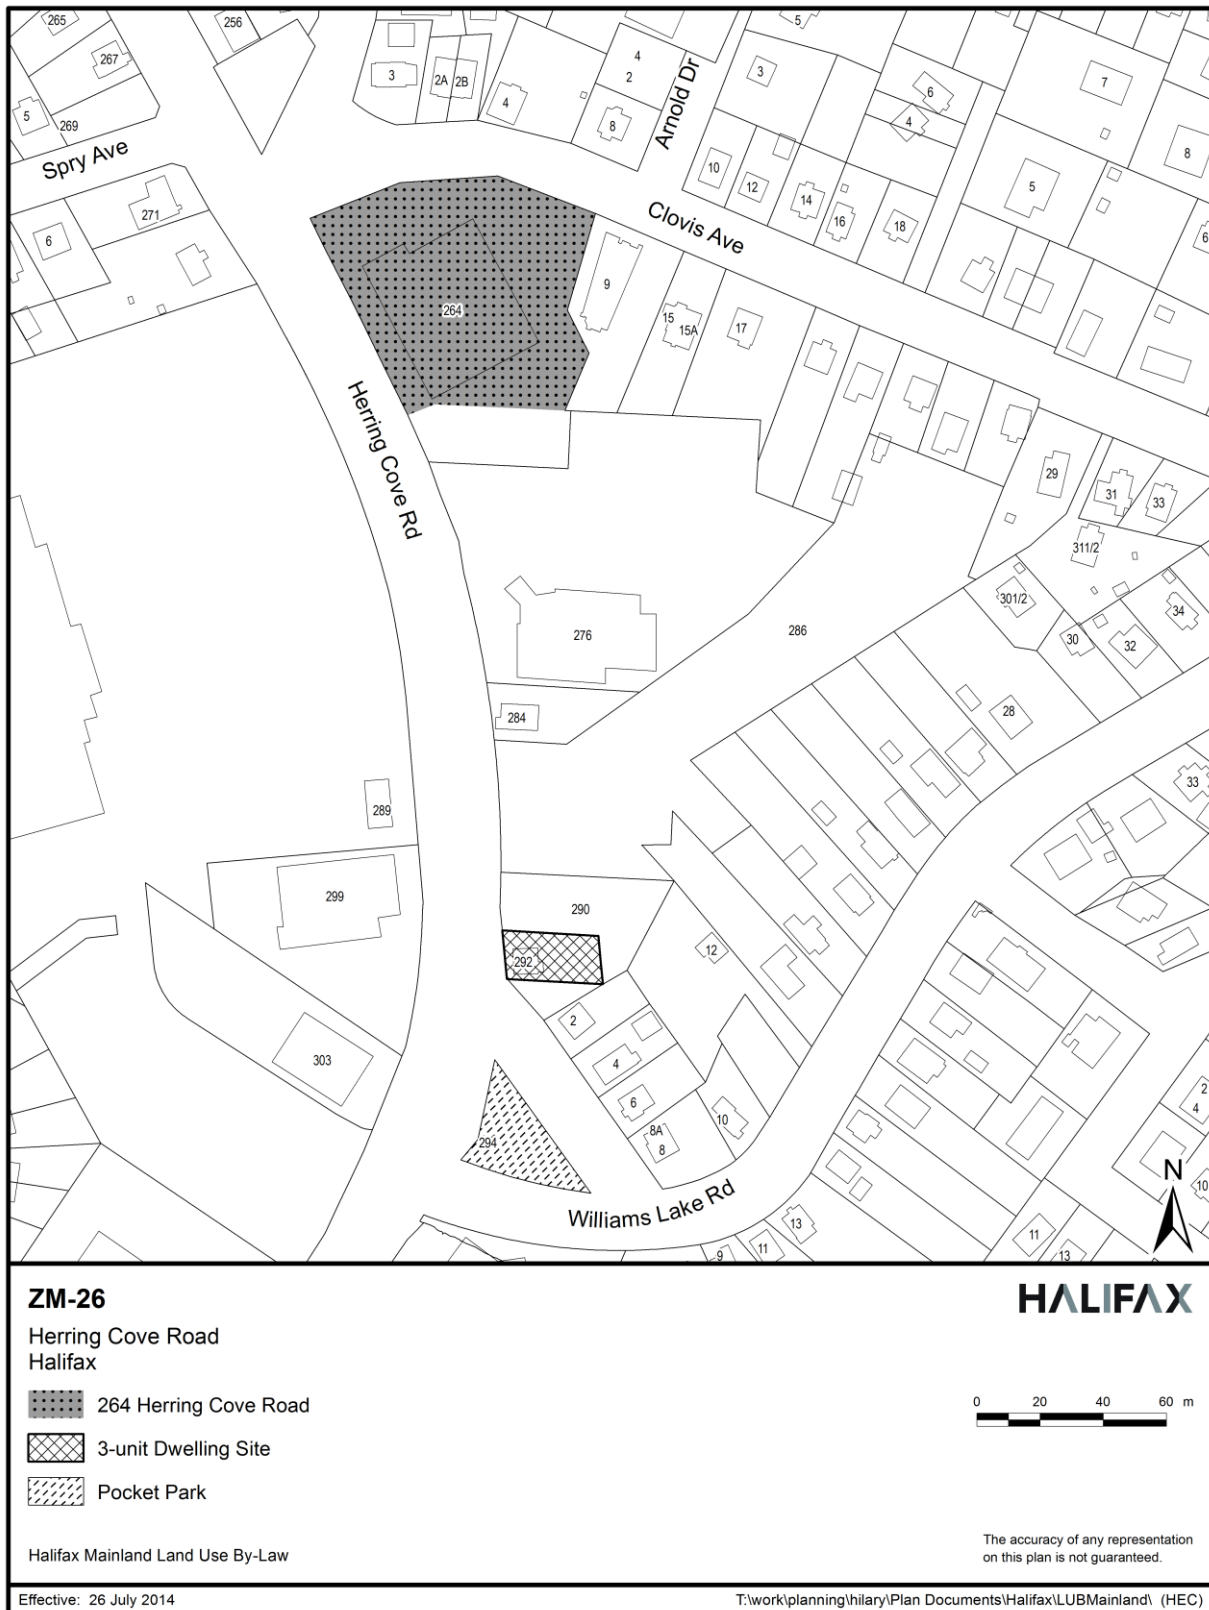 265
256
267
5
269
Spry Ave
271
6
3
2A
2B
4
8
4
2
Arnold Dr
5
3
6
4
7
8
10
12
14
16
18
5
6
Clovis Ave
264
9
15
15A
17
Herring Cove Rd
29
31
33
311/2
301/2
30
32
34
276
286
284
28
289
33
299
290
292
12
2
4
303
6
8A
8
10
294
2
4
10
Williams Lake Rd
13
11
9
11
13
N
ZM-26
HALIFAX
Herring Cove Road
Halifax
264 Herring Cove Road
3-unit Dwelling Site
Pocket Park
0 20 40 60 m
Halifax Mainland Land Use By-Law
The accuracy of any representation
on this plan is not guaranteed.
Effective: 26 July 2014
T:\work\planning\hilary\Plan Documents\Halifax\LUBMainland\ (HEC)